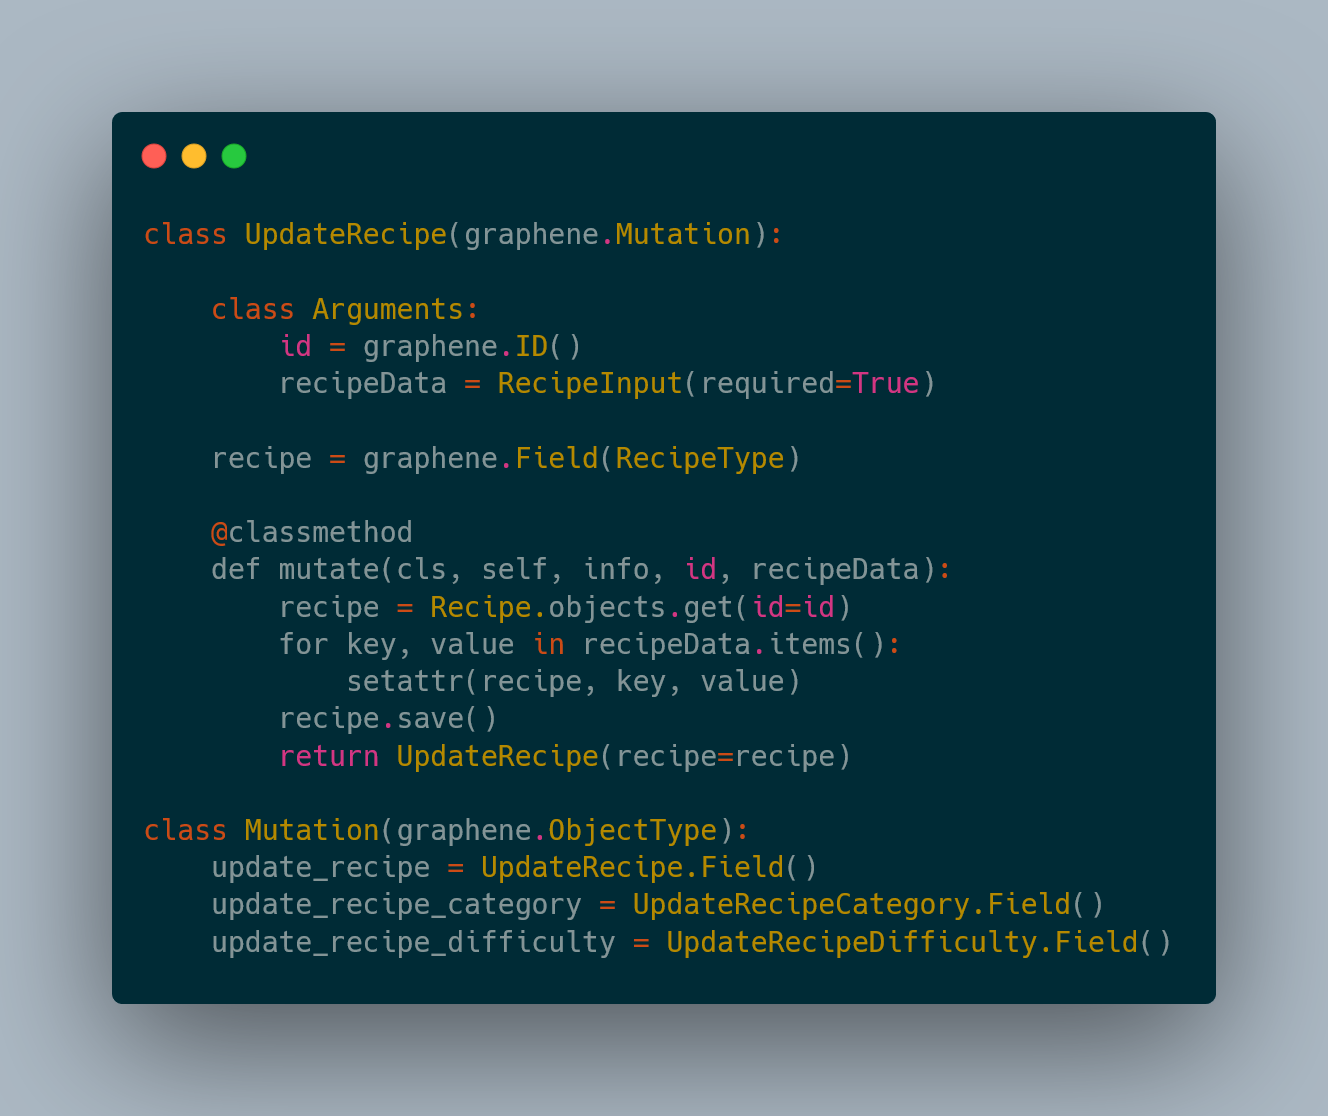 class UpdateRecipe(graphene.Mutation):
    class Arguments:
        id = graphene.ID()
        recipeData = RecipeInput(required=True)
    recipe = graphene.Field(RecipeType)
    @classmethod
    def mutate(cls, self, info, id, recipeData):
        recipe = Recipe.objects.get(id=id)
        for key, value in recipeData.items():
            setattr(recipe, key, value)
        recipe.save()
        return UpdateRecipe(recipe=recipe)
class Mutation(graphene.ObjectType):
    update_recipe = UpdateRecipe.Field()
    update_recipe_category = UpdateRecipeCategory.Field()
    update_recipe_difficulty = UpdateRecipeDifficulty.Field()